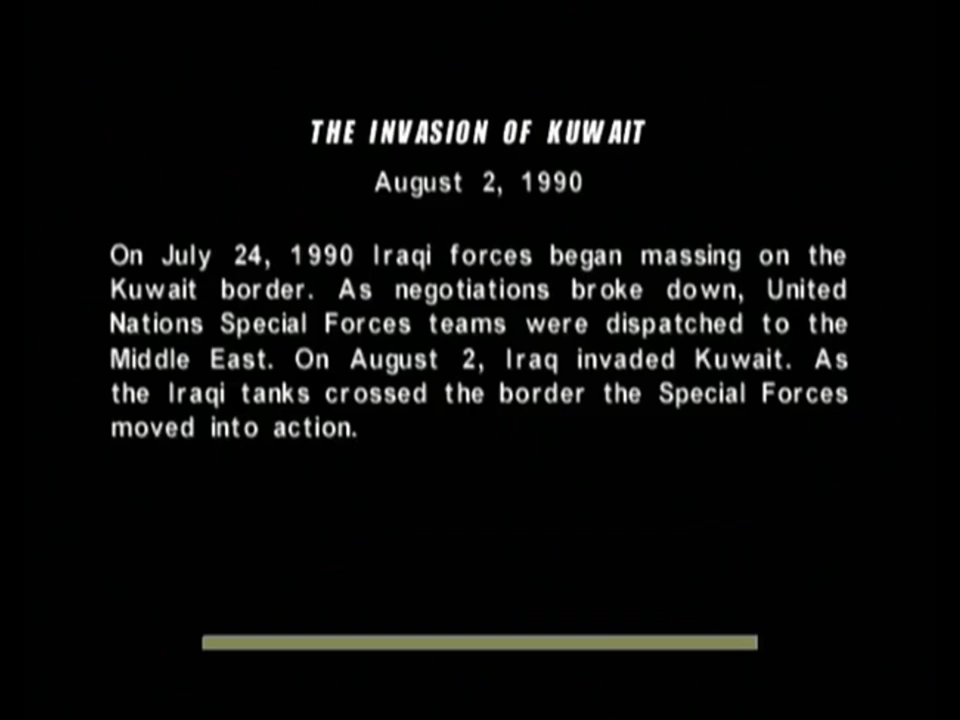 THE INVASION OF KUWAIT
August 2, 1990
On July 24, 1990 Iraqi forces began massing on the
Kuwait border. As negotiations broke down, United
Nations Special Forces teams were dispatched to the
Middle East. On August 2, Iraq invaded Kuwait. As
the Iraqi tanks crossed the border the Special Forces
moved into action.